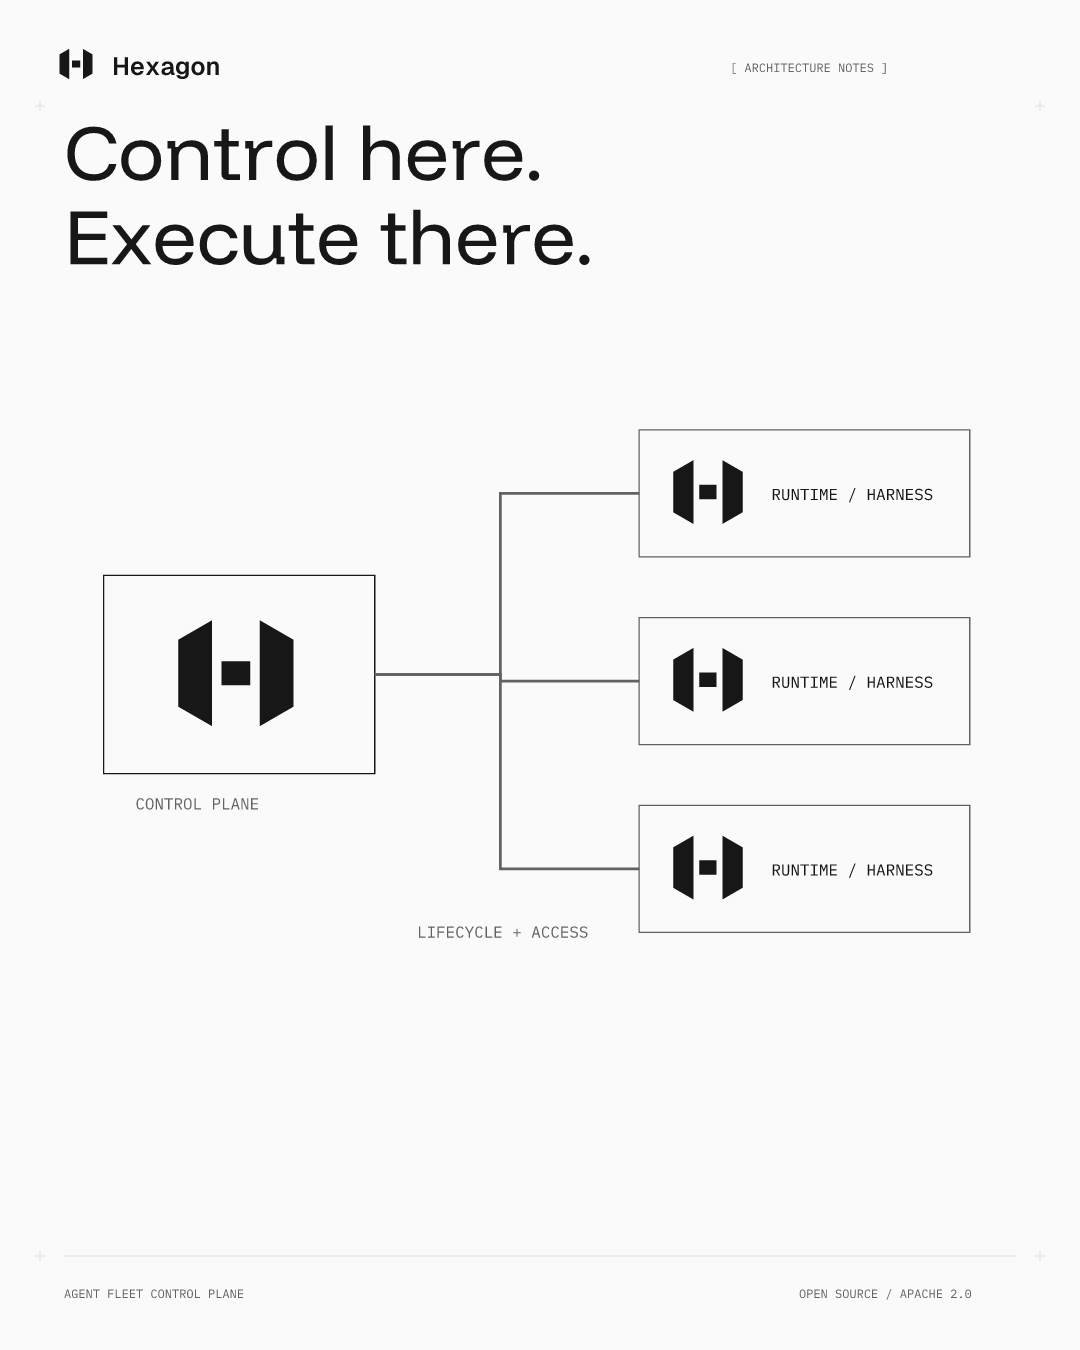 Hexagon
[ ARCHITECTURE NOTES ]
Control here.
Execute there.
RUNTIME / HARNESS
RUNTIME / HARNESS
CONTROL PLANE
RUNTIME / HARNESS
LIFECYCLE + ACCESS
AGENT FLEET CONTROL PLANE
OPEN SOURCE / APACHE 2.0